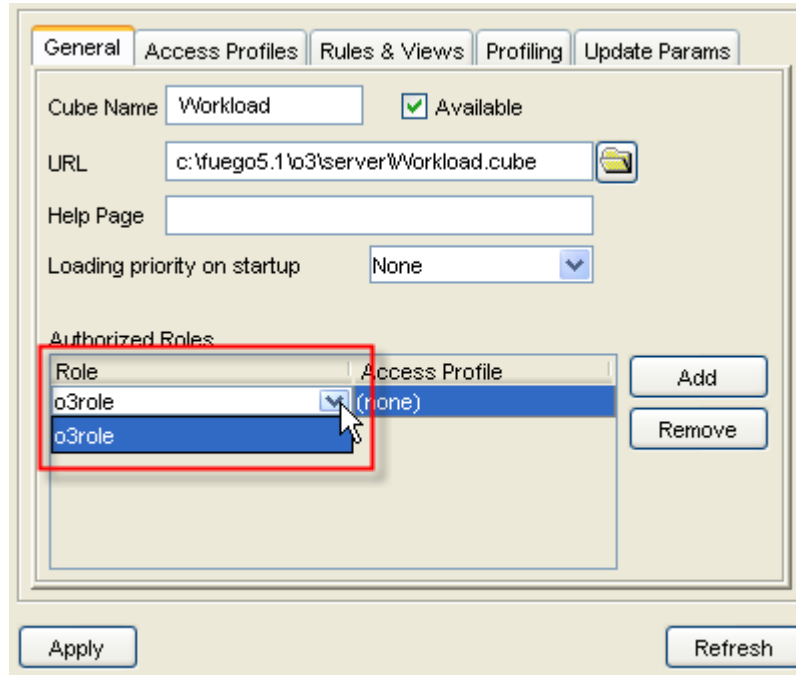 General Access Profiles Rules & Views Profiling Update Params
Cube Name Workload Available
URL c:\fuego5.1\o3\server\Workload.cube
Help Page
Loading priority on startup None
Authorized Roles
Role Access Profile Add
o3role (none)
o3role Remove
Apply Refresh